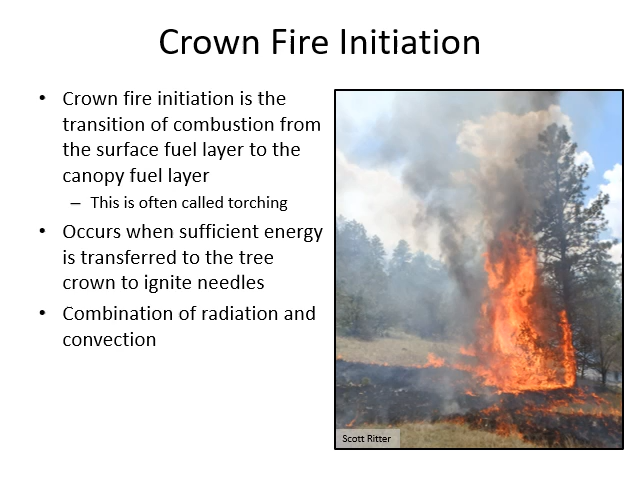 Crown Fire Initiation
• Crown fire initiation is the
transition of combustion from
the surface fuel layer to the
canopy fuel layer
– This is often called torching
• Occurs when sufficient energy
is transferred to the tree
crown to ignite needles
• Combination of radiation and
convection
Scott Ritter